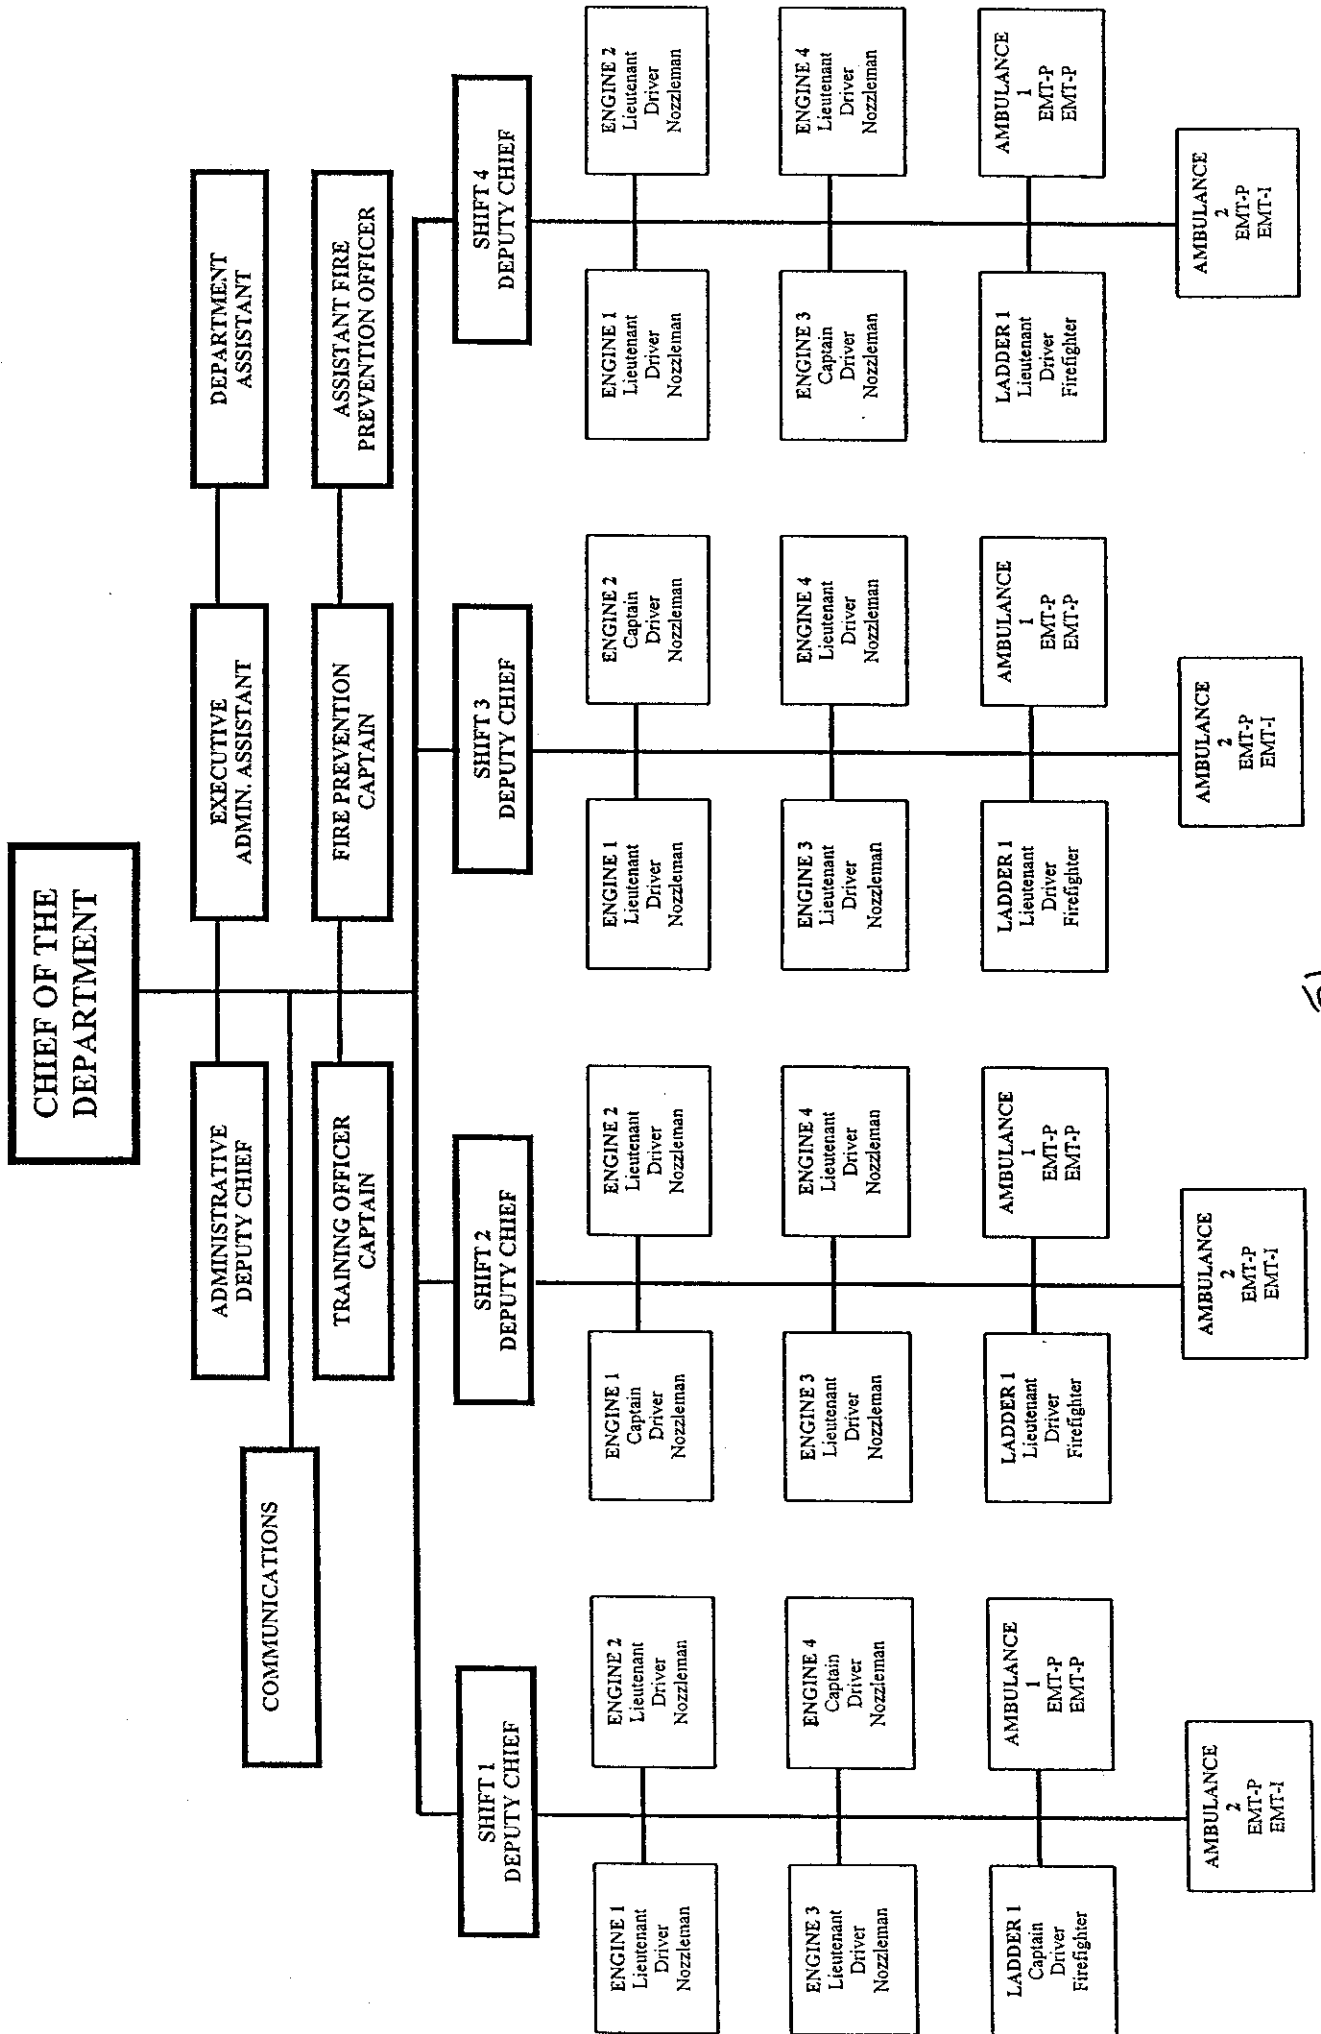 CHIEF OF THE
DEPARTMENT
ADMINISTRATIVE
DEPUTY CHIEF
EXECUTIVE
ADMIN. ASSISTANT
DEPARTMENT
ASSISTANT
COMMUNICATIONS
TRAINING OFFICER
CAPTAIN
FIRE PREVENTION
CAPTAIN
ASSISTANT FIRE
PREVENTION OFFICER
SHIFT 1
DEPUTY CHIEF
ENGINE 1
Lieutenant
Driver
Nozzleman
ENGINE 2
Lieutenant
Driver
Nozzleman
ENGINE 3
Lieutenant
Driver
Nozzleman
ENGINE 4
Captain
Driver
Nozzleman
LADDER 1
Captain
Driver
Firefighter
AMBULANCE
1
EMT-P
EMT-P
AMBULANCE
2
EMT-P
EMT-I
SHIFT 2
DEPUTY CHIEF
ENGINE 1
Captain
Driver
Nozzleman
ENGINE 2
Lieutenant
Driver
Nozzleman
ENGINE 3
Lieutenant
Driver
Nozzleman
ENGINE 4
Lieutenant
Driver
Nozzleman
LADDER 1
Lieutenant
Driver
Firefighter
AMBULANCE
1
EMT-P
EMT-P
AMBULANCE
2
EMT-P
EMT-I
SHIFT 3
DEPUTY CHIEF
ENGINE 1
Lieutenant
Driver
Nozzleman
ENGINE 2
Captain
Driver
Nozzleman
ENGINE 3
Lieutenant
Driver
Nozzleman
ENGINE 4
Lieutenant
Driver
Nozzleman
LADDER 1
Lieutenant
Driver
Firefighter
AMBULANCE
1
EMT-P
EMT-P
AMBULANCE
2
EMT-P
EMT-I
SHIFT 4
DEPUTY CHIEF
ENGINE 1
Lieutenant
Driver
Nozzleman
ENGINE 2
Lieutenant
Driver
Nozzleman
ENGINE 3
Captain
Driver
Nozzleman
ENGINE 4
Lieutenant
Driver
Nozzleman
LADDER 1
Lieutenant
Driver
Firefighter
AMBULANCE
1
EMT-P
EMT-P
AMBULANCE
2
EMT-P
EMT-I